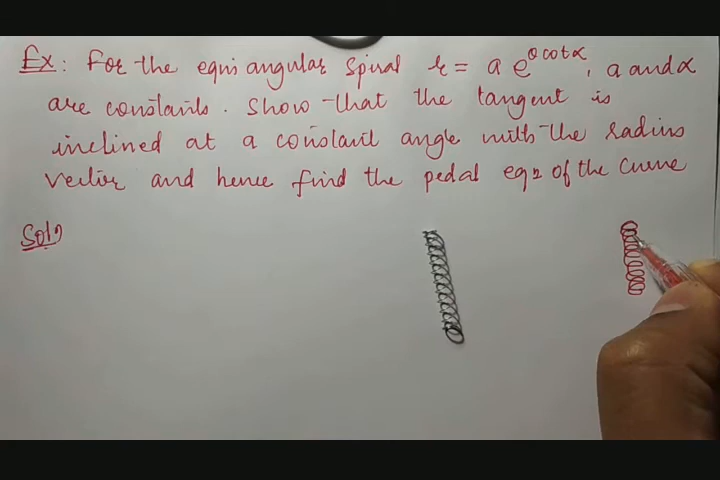 Ex: For the equiangular spiral r = a e^θcotα, a and α
are constants. Show that the tangent is
inclined at a constant angle with the radius
vector and hence find the pedal eqn of the curve
Soln